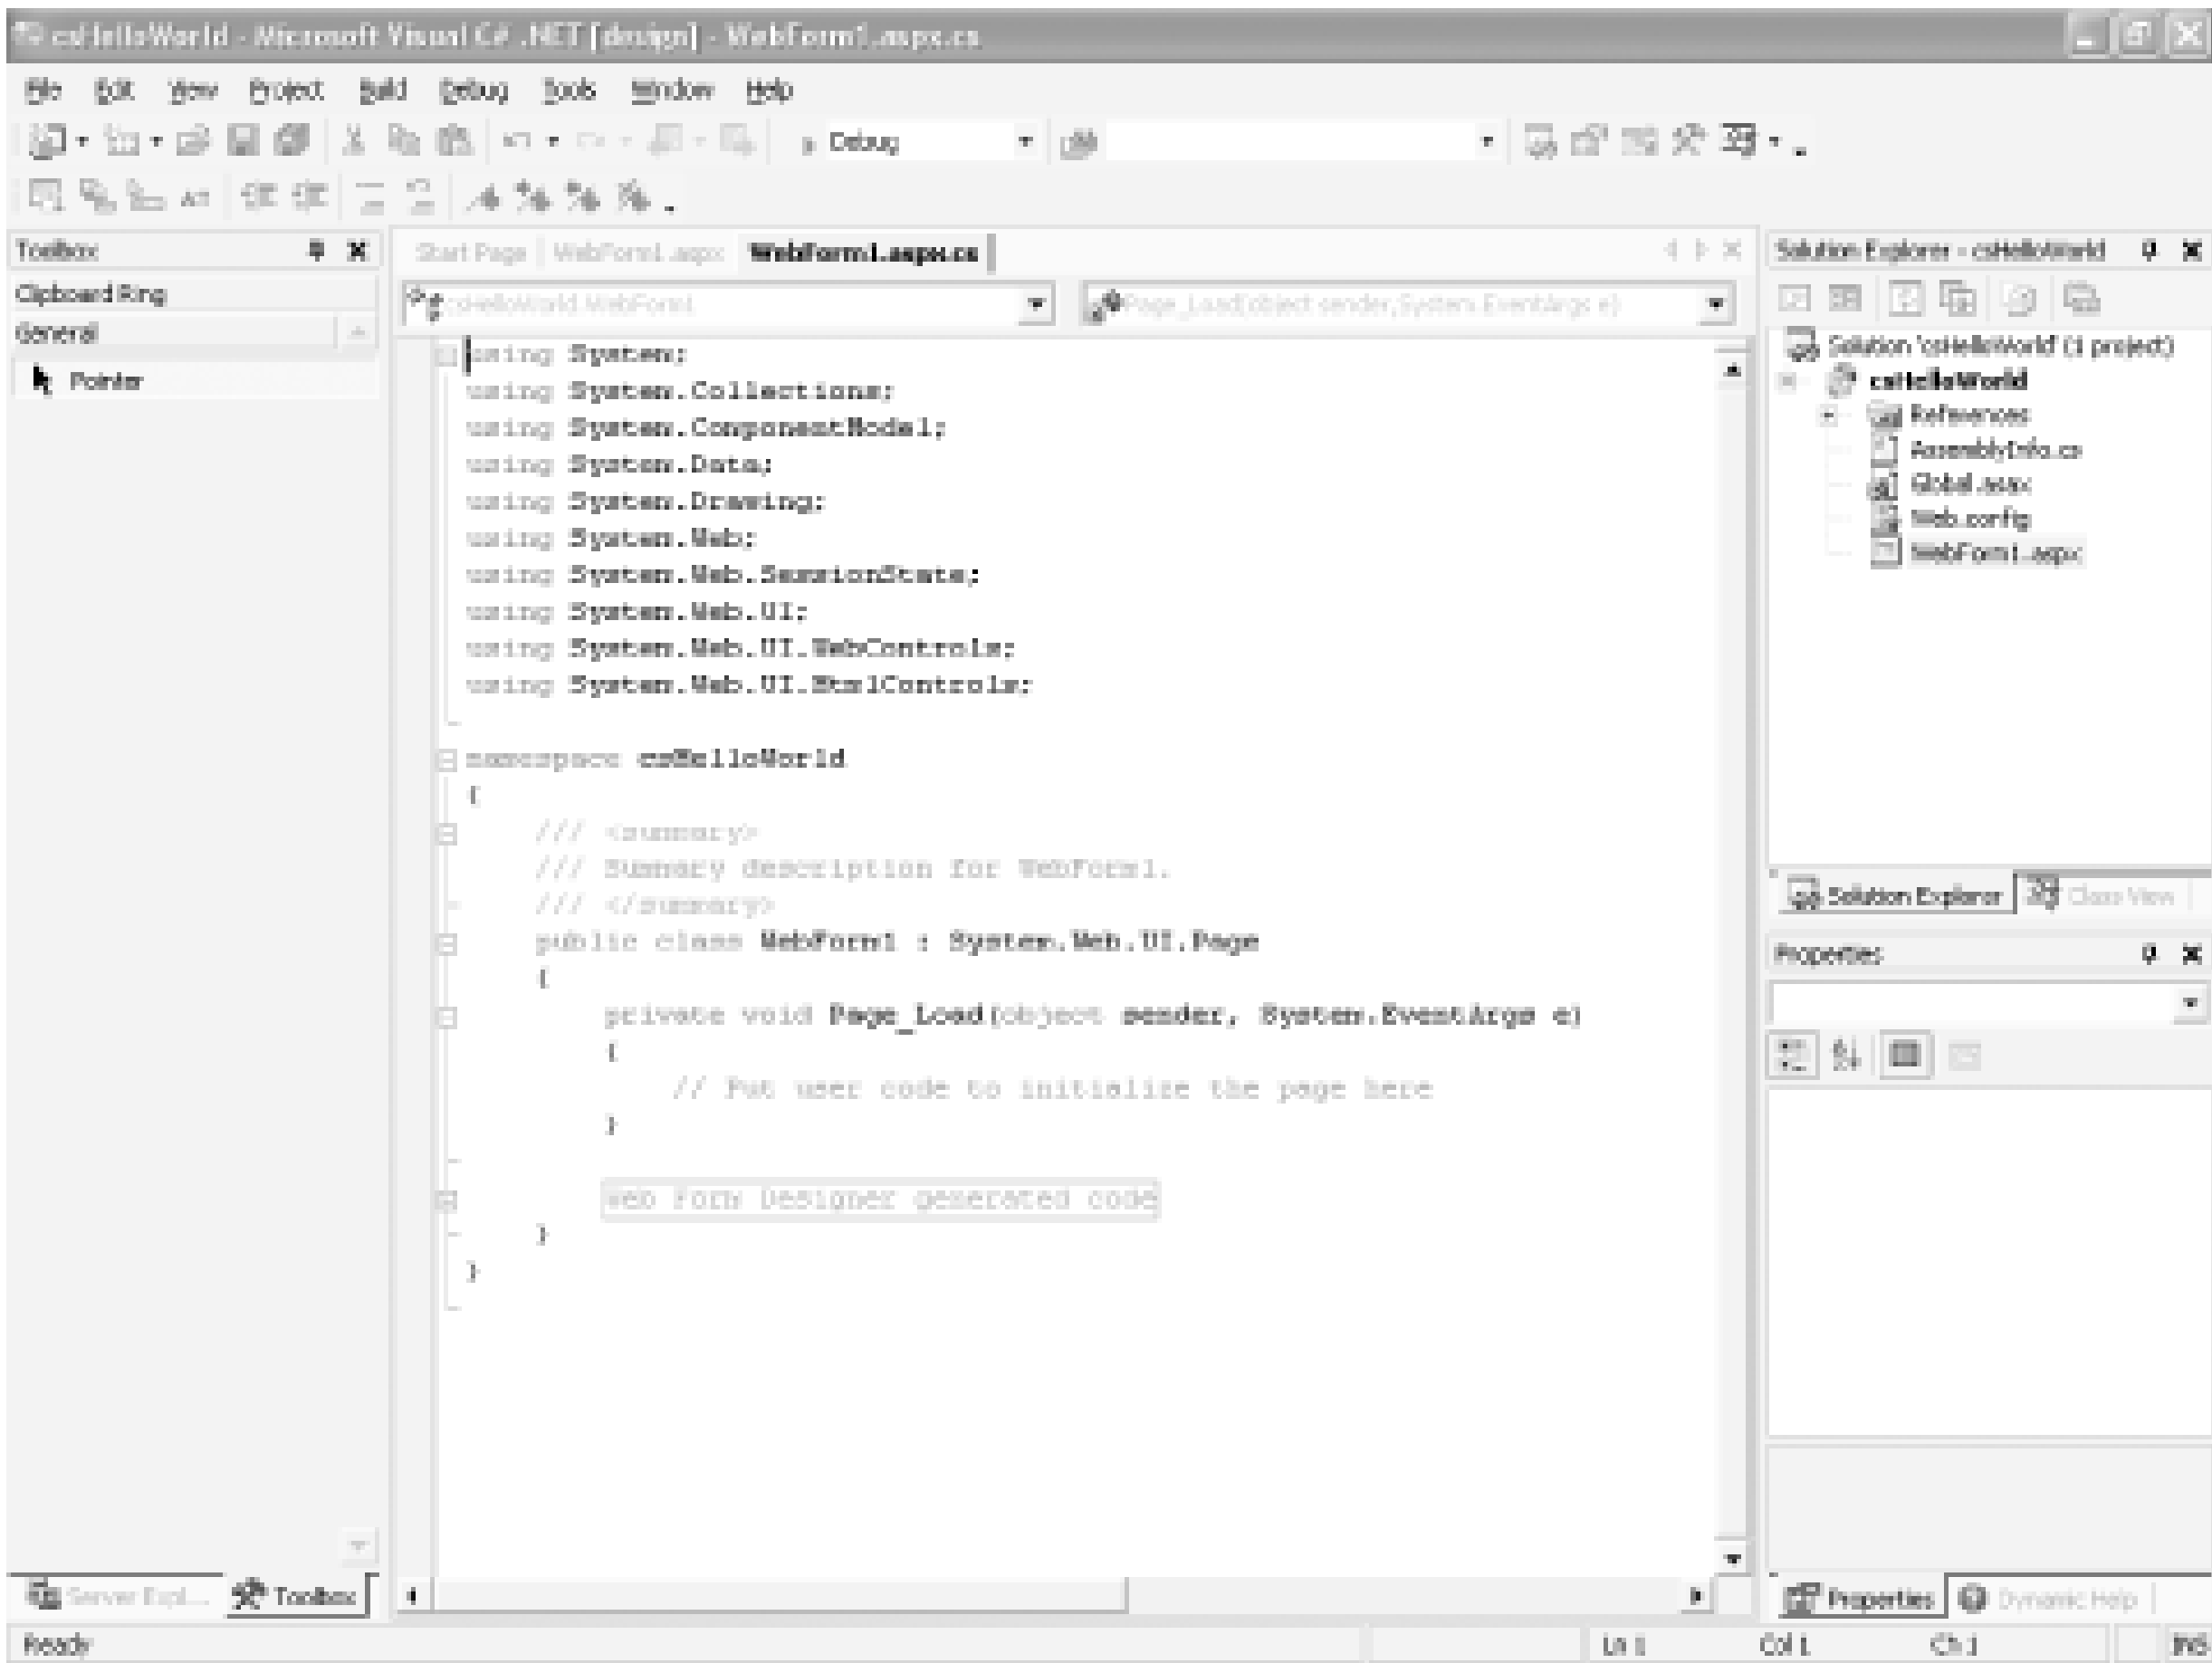 csHelloWorld - Microsoft Visual C# .NET [design] - WebForm1.aspx.cs
File Edit View Project Build Debug Tools Window Help
Debug
Toolbox
Clipboard Ring
General
Pointer
Start Page WebForm1.aspx WebForm1.aspx.cs
csHelloWorld.WebForm1 Page_Load(object sender,System.EventArgs e)
using System;
using System.Collections;
using System.ComponentModel;
using System.Data;
using System.Drawing;
using System.Web;
using System.Web.SessionState;
using System.Web.UI;
using System.Web.UI.WebControls;
using System.Web.UI.HtmlControls;
namespace csHelloWorld
{
/// <summary>
/// Summary description for WebForm1.
/// </summary>
public class WebForm1 : System.Web.UI.Page
{
private void Page_Load(object sender, System.EventArgs e)
{
// Put user code to initialize the page here
}
Web Form Designer generated code
}
}
Solution Explorer - csHelloWorld
Solution 'csHelloWorld' (1 project)
csHelloWorld
References
AssemblyInfo.cs
Global.asax
Web.config
WebForm1.aspx
Solution Explorer Class View
Properties
Server Expl... Toolbox
Properties Dynamic Help
Ready Ln 1 Col 1 Ch 1 INS